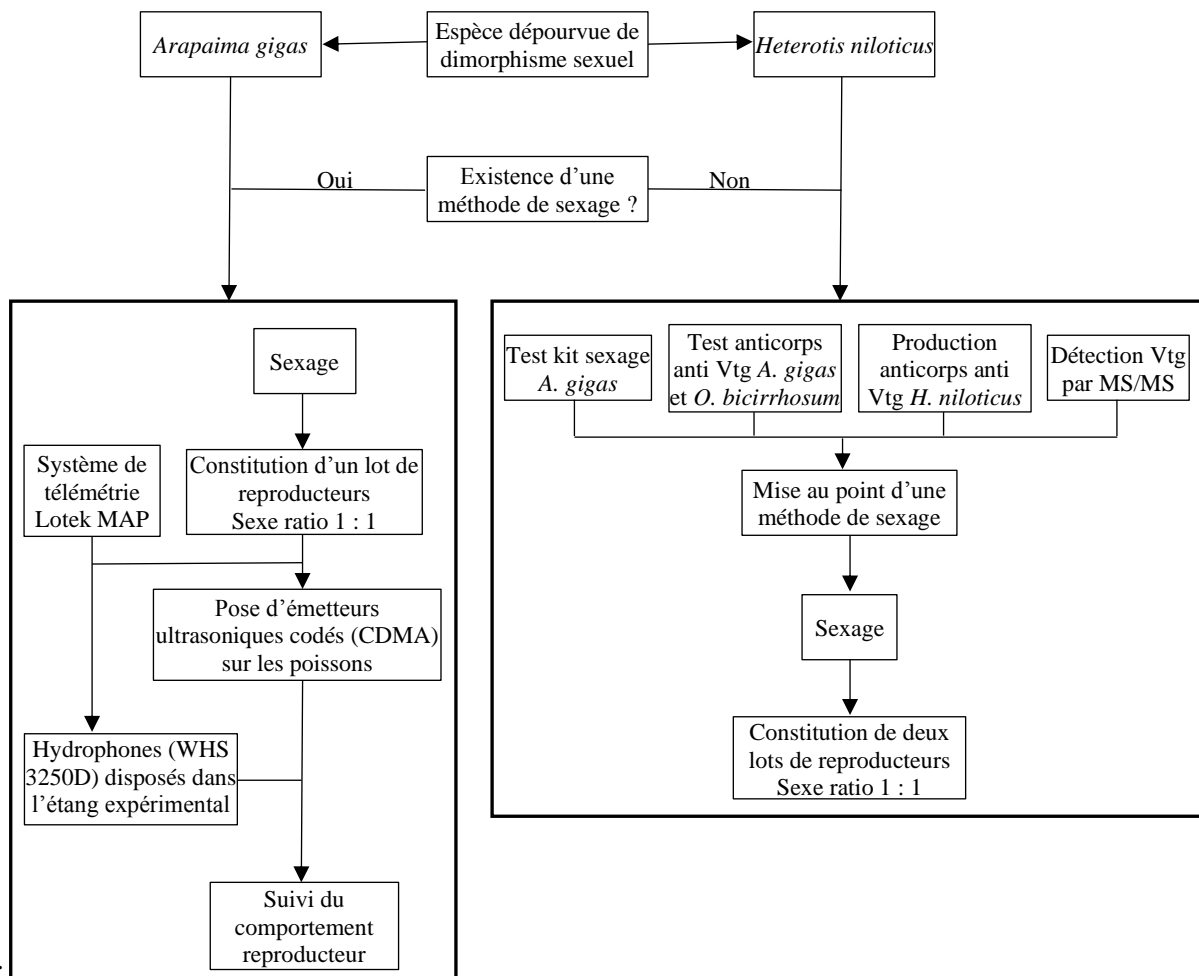 Arapaima gigas
Espèce dépourvue de
dimorphisme sexuel
Heterotis niloticus
Oui
Existence d’une
méthode de sexage ?
Non
Sexage
Système de
télémétrie
Lotek MAP
Constitution d’un lot de
reproducteurs
Sexe ratio 1 : 1
Pose d’émetteurs
ultrasoniques codés (CDMA)
sur les poissons
Hydrophones (WHS
3250D) disposés dans
l’étang expérimental
Suivi du
comportement
reproducteur
Test kit sexage
A. gigas
Test anticorps
anti Vtg A. gigas
et O. bicirrhosum
Production
anticorps anti
Vtg H. niloticus
Détection Vtg
par MS/MS
Mise au point d’une
méthode de sexage
Sexage
Constitution de deux
lots de reproducteurs
Sexe ratio 1 : 1
.